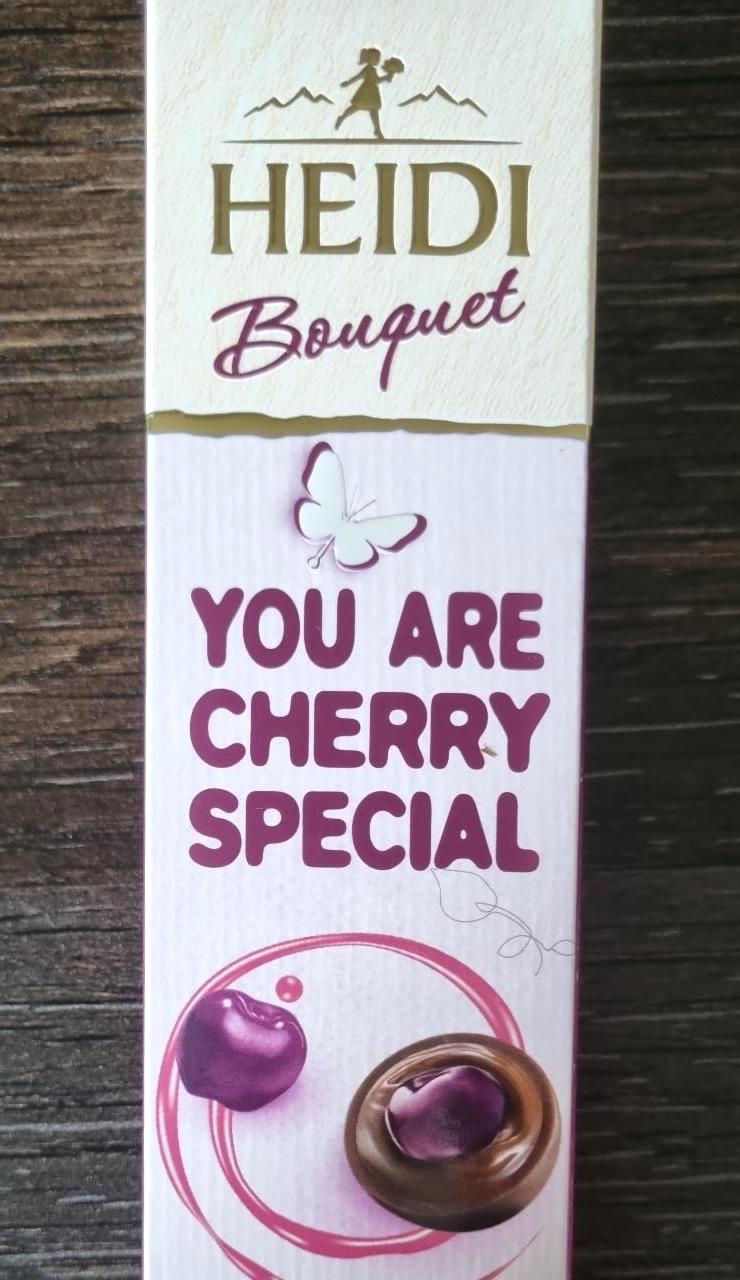 HEIDI
Bouquet
YOU ARE
CHERRY
SPECIAL